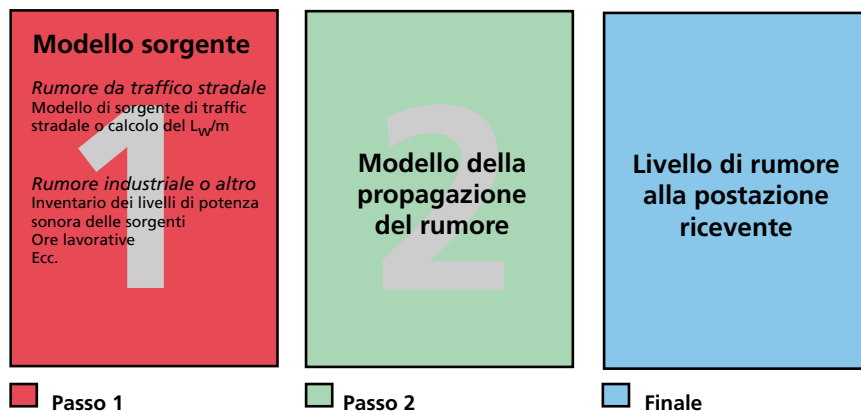 Modello sorgente
Rumore da traffico stradale
Modello di sorgente di traffic
stradale o calcolo del LW/m
Rumore industriale o altro
Inventario dei livelli di potenza
sonora delle sorgenti
Ore lavorative
Ecc.
1
Modello della
propagazione
del rumore
2
Livello di rumore
alla postazione
ricevente
Passo 1
Passo 2
Finale